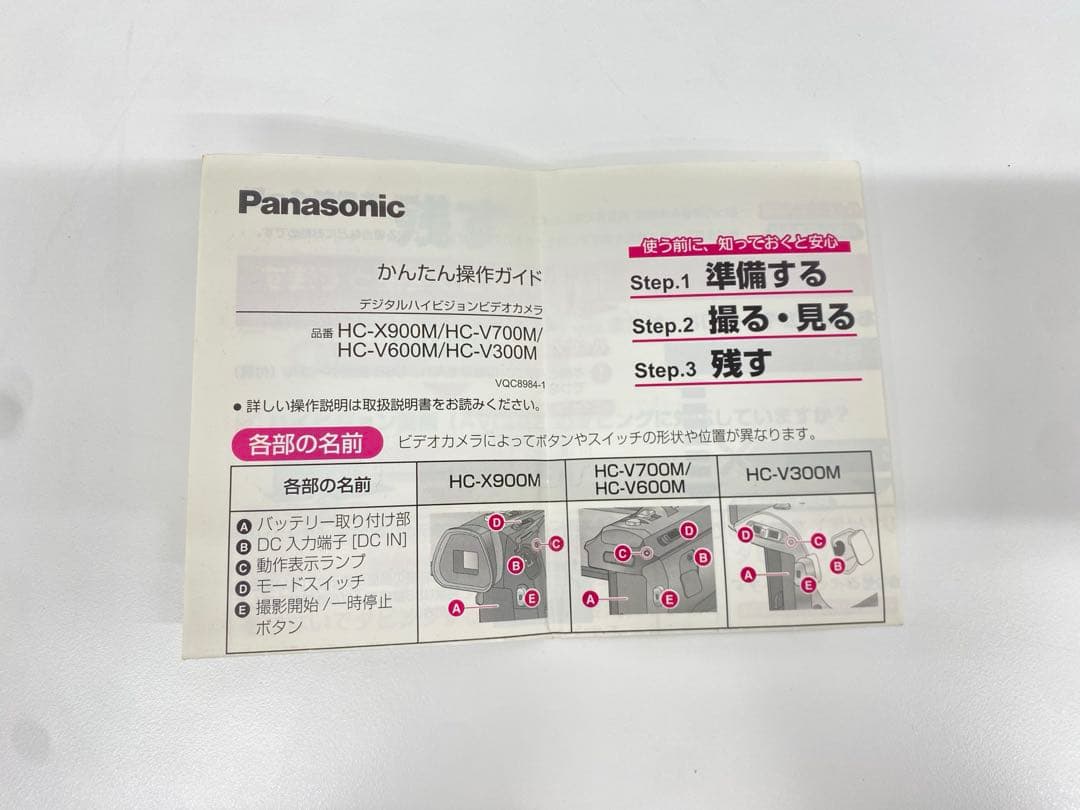 Panasonic
かんたん操作ガイド
デジタルハイビジョンビデオカメラ
品番 HC-X900M/HC-V700M/
HC-V600M/HC-V300M
VQC8984-1
● 詳しい操作説明は取扱説明書をお読みください。
使う前に、知っておくと安心
Step.1 準備する
Step.2 撮る・見る
Step.3 残す
各部の名前 ビデオカメラによってボタンやスイッチの形状や位置が異なります。
各部の名前
HC-X900M
HC-V700M/
HC-V600M
HC-V300M
A バッテリー取り付け部
B DC 入力端子 [DC IN]
C 動作表示ランプ
D モードスイッチ
E 撮影開始/一時停止
ボタン
D
C
B
E
A
D
C
B
A
E
D
C
B
A
E